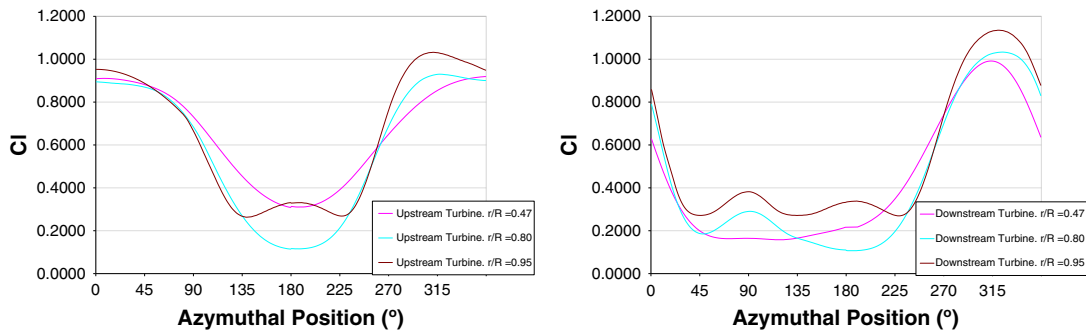 1.2000
1.0000
0.8000
0.6000
0.4000
0.2000
0.0000
Cl
0 45 90 135 180 225 270 315
Azymuthal Position (º)
Upstream Turbine. r/R =0.47
Upstream Turbine. r/R =0.80
Upstream Turbine. r/R =0.95
1.2000
1.0000
0.8000
0.6000
0.4000
0.2000
0.0000
Cl
0 45 90 135 180 225 270 315
Azymuthal Position (º)
Downstream Turbine. r/R =0.47
Downstream Turbine. r/R =0.80
Downstream Turbine. r/R =0.95